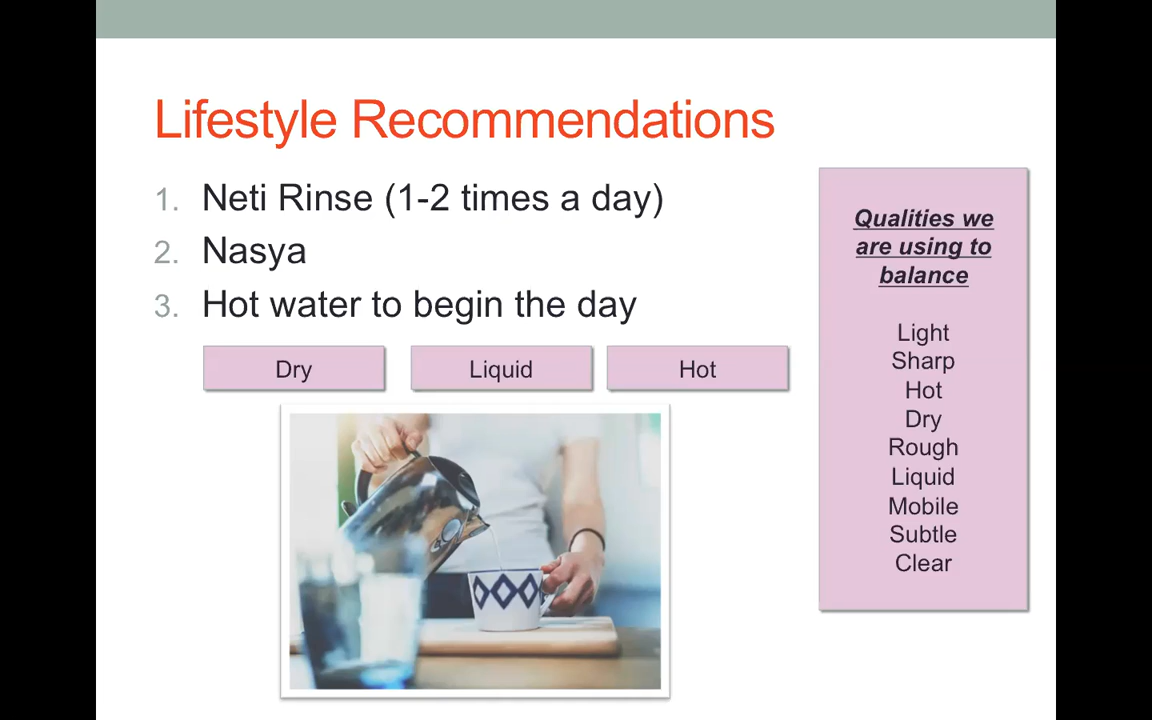 Lifestyle Recommendations
1. Neti Rinse (1-2 times a day)
2. Nasya
3. Hot water to begin the day
Dry
Liquid
Hot
Qualities we
are using to
balance
Light
Sharp
Hot
Dry
Rough
Liquid
Mobile
Subtle
Clear